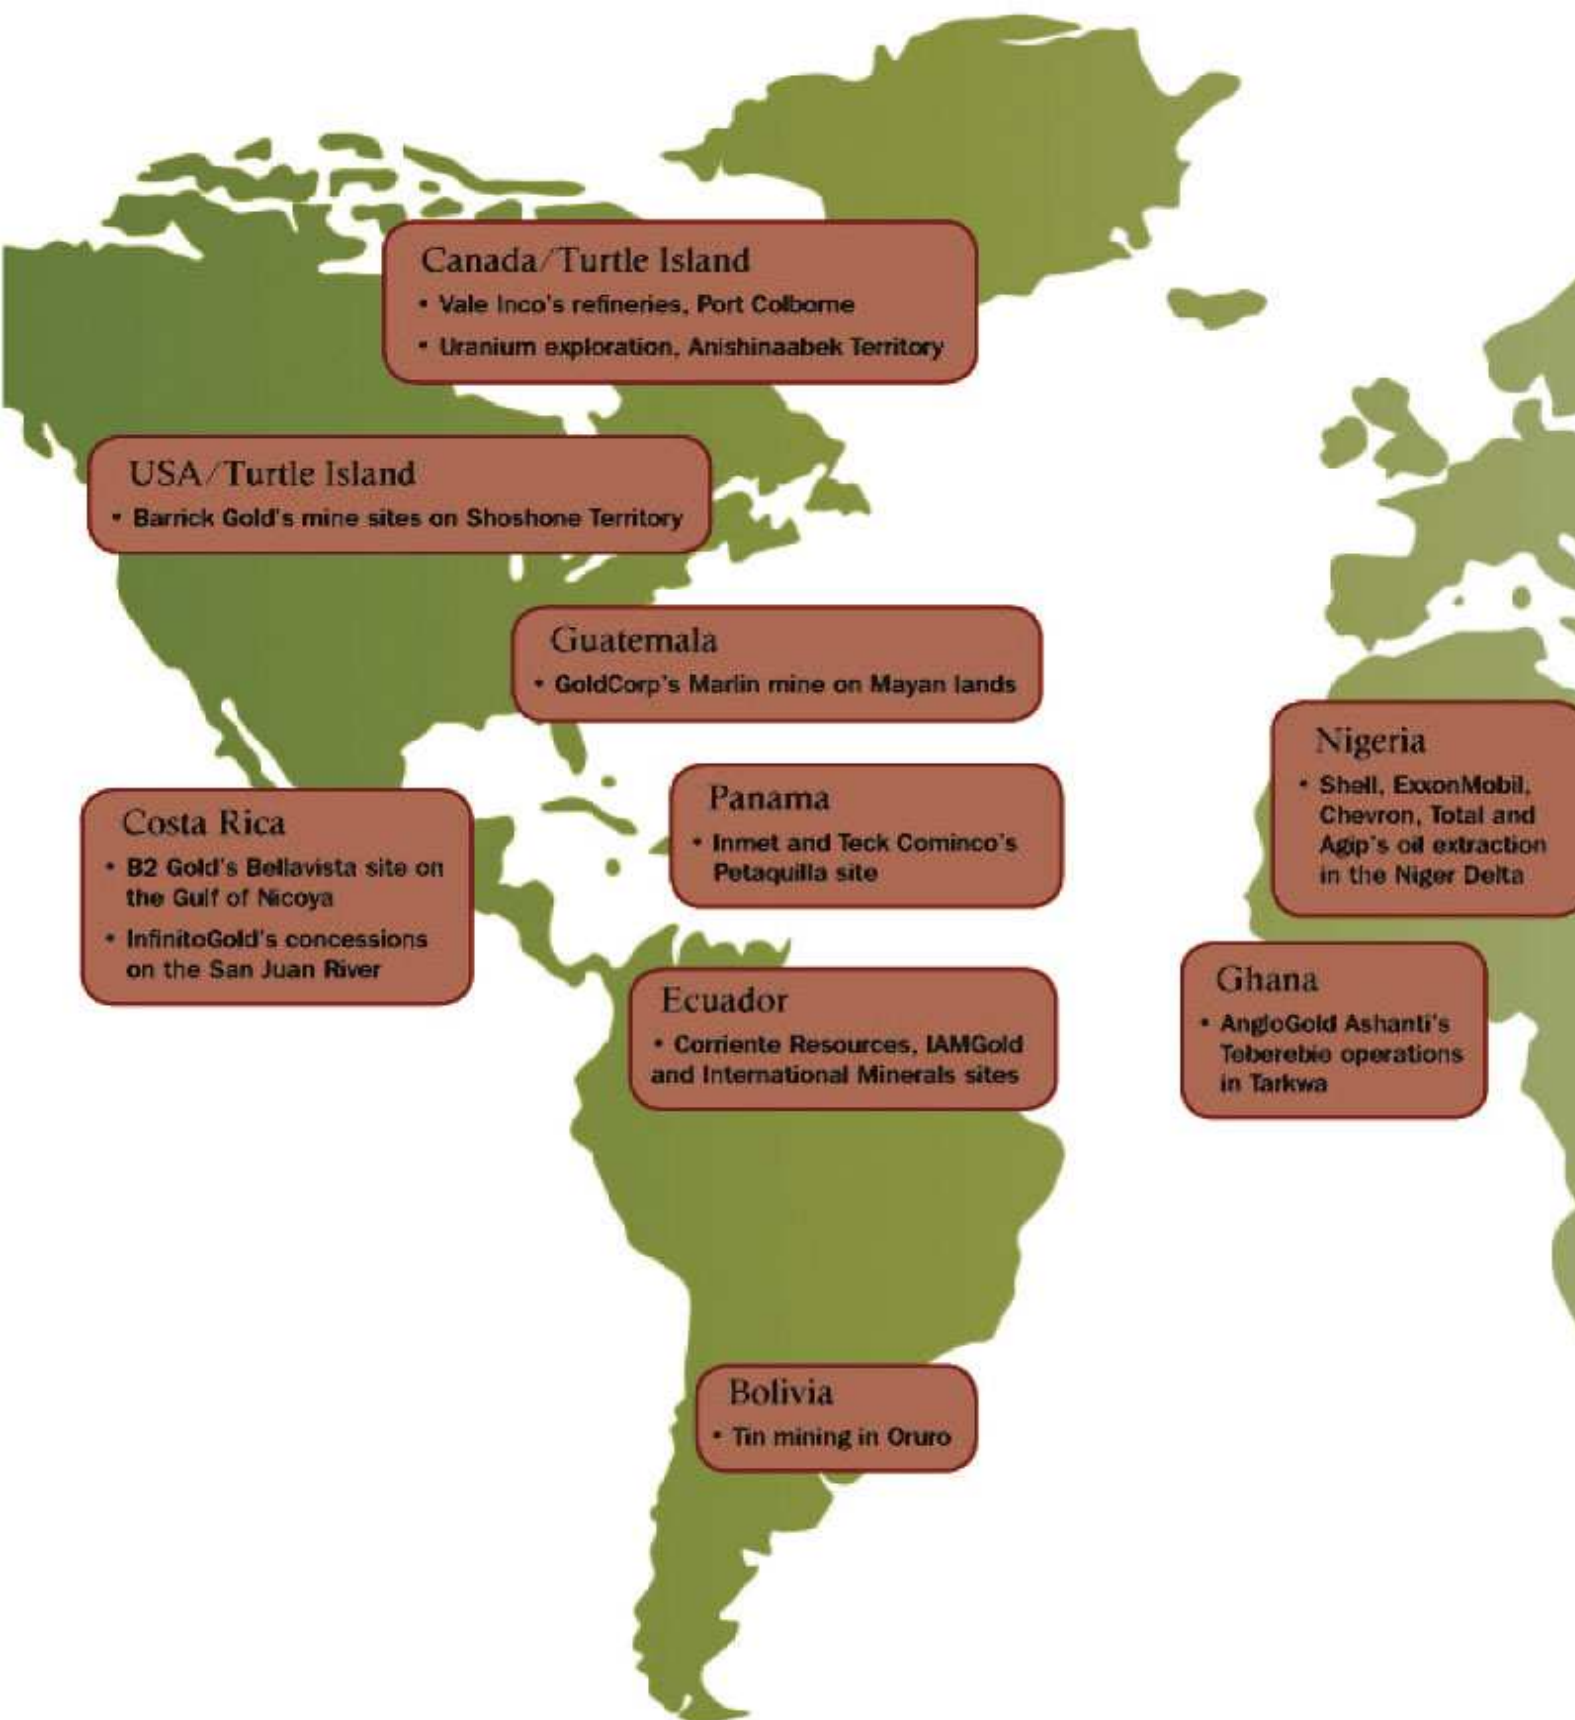 Canada/Turtle Island
• Vale Inco's refineries, Port Colborne
• Uranium exploration, Anishinaabek Territory
USA/Turtle Island
• Barrick Gold's mine sites on Shoshone Territory
Guatemala
• GoldCorp's Marlin mine on Mayan lands
Nigeria
• Shell, ExxonMobil,
Chevron, Total and
Agip's oil extraction
in the Niger Delta
Panama
• Inmet and Teck Cominco's
Petaquilla site
Costa Rica
• B2 Gold's Bellavista site on
the Gulf of Nicoya
• InfinitoGold's concessions
on the San Juan River
Ecuador
• Corriente Resources, IAMGold
and International Minerals sites
Ghana
• AngloGold Ashanti's
Teberebie operations
in Tarkwa
Bolivia
• Tin mining in Oruro